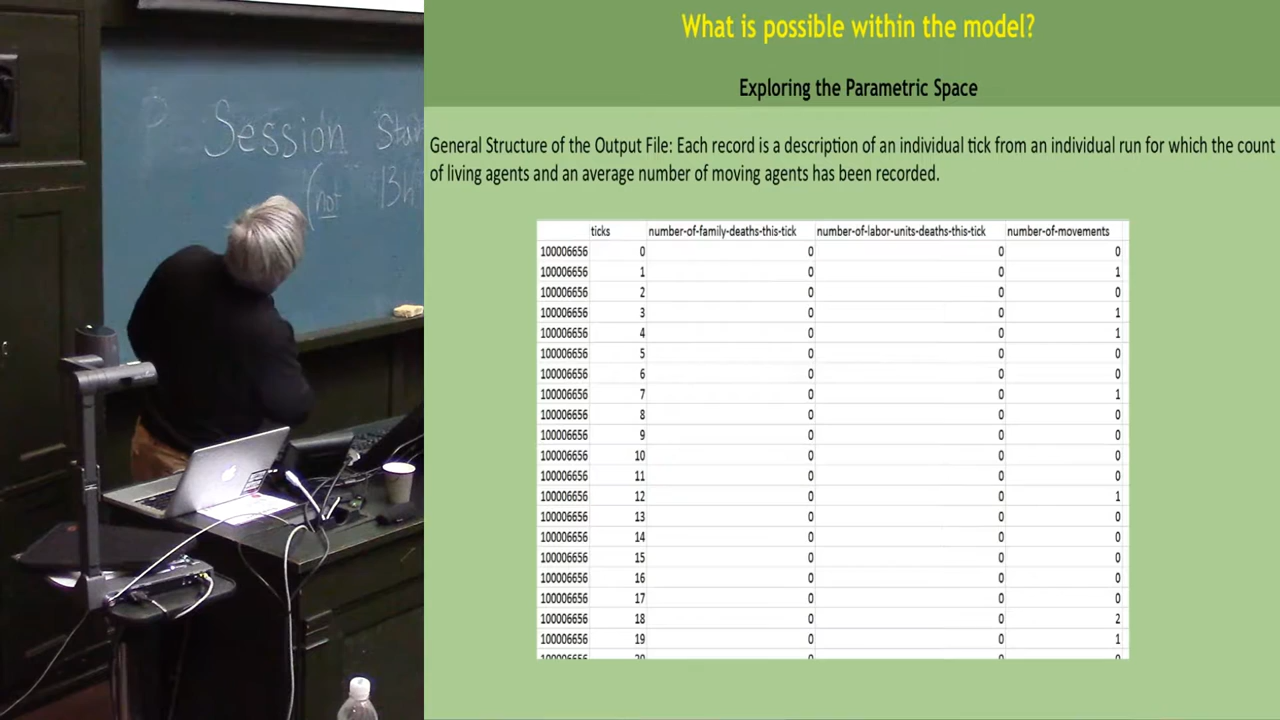 P Session Star
(not 13h
What is possible within the model?
Exploring the Parametric Space
General Structure of the Output File: Each record is a description of an individual tick from an individual run for which the count
of living agents and an average number of moving agents has been recorded.
ticks number-of-family-deaths-this-tick number-of-labor-units-deaths-this-tick number-of-movements
100006656 0 0 0 0
100006656 1 0 0 1
100006656 2 0 0 0
100006656 3 0 0 1
100006656 4 0 0 1
100006656 5 0 0 0
100006656 6 0 0 0
100006656 7 0 0 1
100006656 8 0 0 0
100006656 9 0 0 0
100006656 10 0 0 0
100006656 11 0 0 0
100006656 12 0 0 1
100006656 13 0 0 0
100006656 14 0 0 0
100006656 15 0 0 0
100006656 16 0 0 0
100006656 17 0 0 0
100006656 18 0 0 2
100006656 19 0 0 1
100006656 20 0 0 0